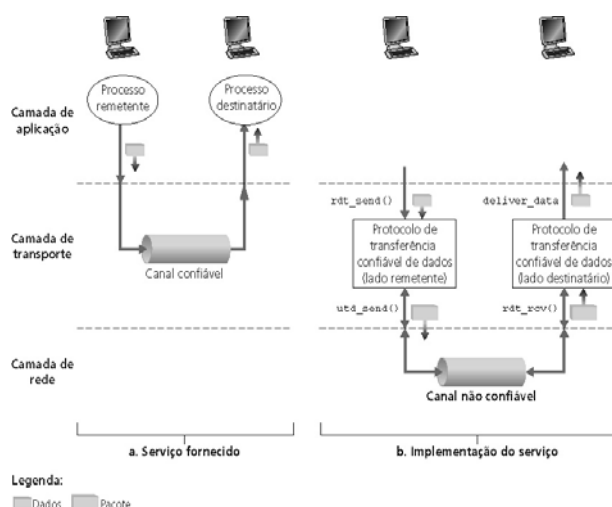 Processo
remetente
Processo
destinatário
Camada de
aplicação
rdt_send()
deliver_data
Camada de
transporte
Canal confiável
Protocolo de
transferência
confiável de dados
(lado remetente)
Protocolo de
transferência
confiável de dados
(lado destinatário)
utd_send()
rdt_rcv()
Camada de
rede
Canal não confiável
a. Serviço fornecido
b. Implementação do serviço
Legenda:
Dados
Pacote